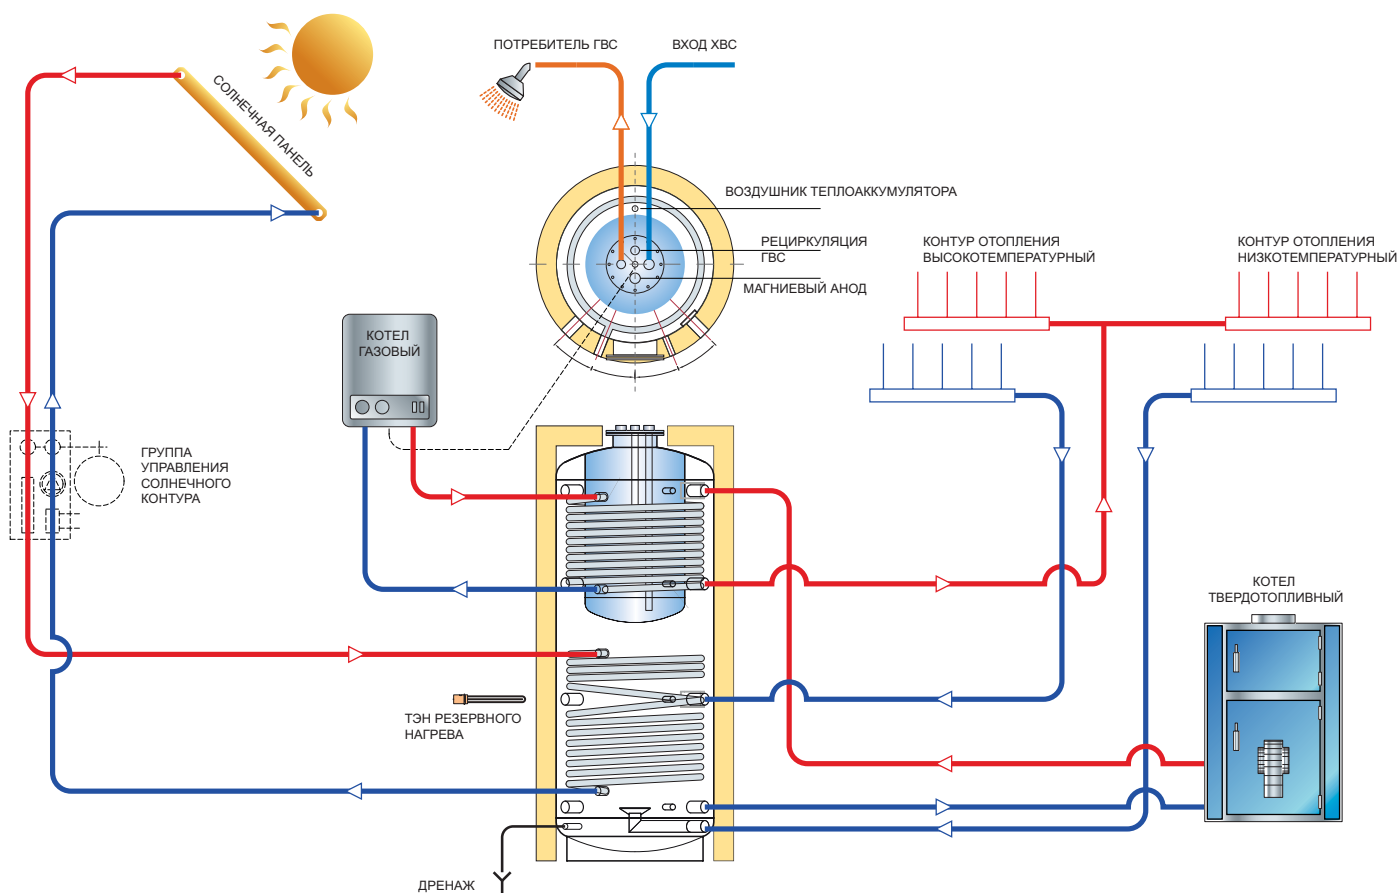 ПОТРЕБИТЕЛЬ ГВС
ВХОД ХВС
СОЛНЕЧНАЯ ПАНЕЛЬ
ВОЗДУШНИК ТЕПЛОАККУМУЛЯТОРА
РЕЦИРКУЛЯЦИЯ
ГВС
МАГНИЕВЫЙ АНОД
КОНТУР ОТОПЛЕНИЯ
ВЫСОКОТЕМПЕРАТУРНЫЙ
КОНТУР ОТОПЛЕНИЯ
НИЗКОТЕМПЕРАТУРНЫЙ
КОТЕЛ
ГАЗОВЫЙ
ГРУППА
УПРАВЛЕНИЯ
СОЛНЕЧНОГО
КОНТУРА
КОТЕЛ
ТВЕРДОТОПЛИВНЫЙ
ТЭН РЕЗЕРВНОГО
НАГРЕВА
ДРЕНАЖ